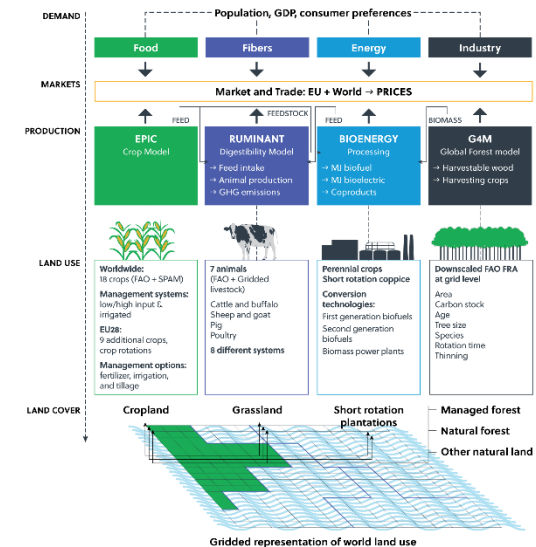 DEMAND
Population, GDP, consumer preferences
Food
Fibers
Energy
Industry
MARKETS
Market and Trade: EU + World → PRICES
PRODUCTION
FEED
FEEDSTOCK
FEED
BIOMASS
EPIC
Crop Model
RUMINANT
Digestibility Model
→ Feed intake
→ Animal production
→ GHG emissions
BIOENERGY
Processing
→ MJ biofuel
→ MJ bioelectric
→ Coproducts
G4M
Global Forest model
→ Harvestable wood
→ Harvesting crops
LAND USE
Worldwide:
18 crops (FAO + SPAM)
Management systems:
low/high input &
irrigated
EU28:
9 additional crops,
crop rotations
Management options:
fertilizer, irrigation,
and tillage
7 animals
(FAO + Gridded
livestock)
Cattle and buffalo
Sheep and goat
Pig
Poultry
8 different systems
Perennial crops
Short rotation coppice
Conversion
technologies:
First generation biofuels
Second generation
biofuels
Biomass power plants
Downscaled FAO FRA
at grid level
Area
Carbon stock
Age
Tree size
Species
Rotation time
Thinning
LAND COVER
Cropland
Grassland
Short rotation
plantations
Managed forest
Natural forest
Other natural land
Gridded representation of world land use